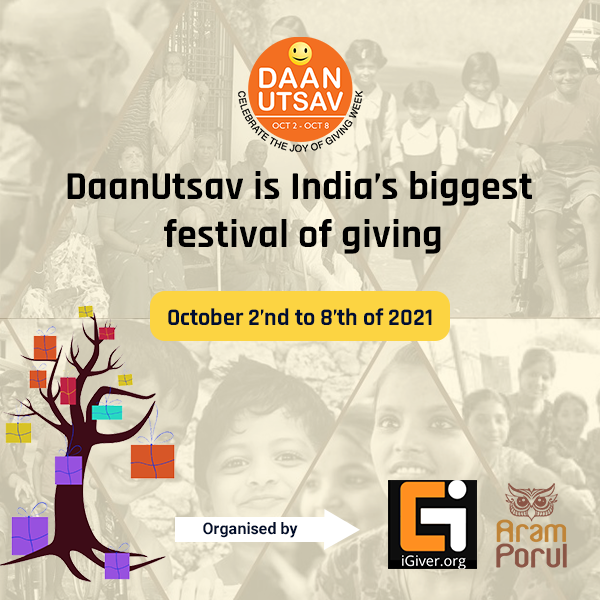 DAAN
UTSAV
OCT 2 - OCT 8
CELEBRATE THE JOY OF GIVING WEEK
DaanUtsav is India's biggest
festival of giving
October 2'nd to 8'th of 2021
Organised by
iGiver.org
Aram
Porul